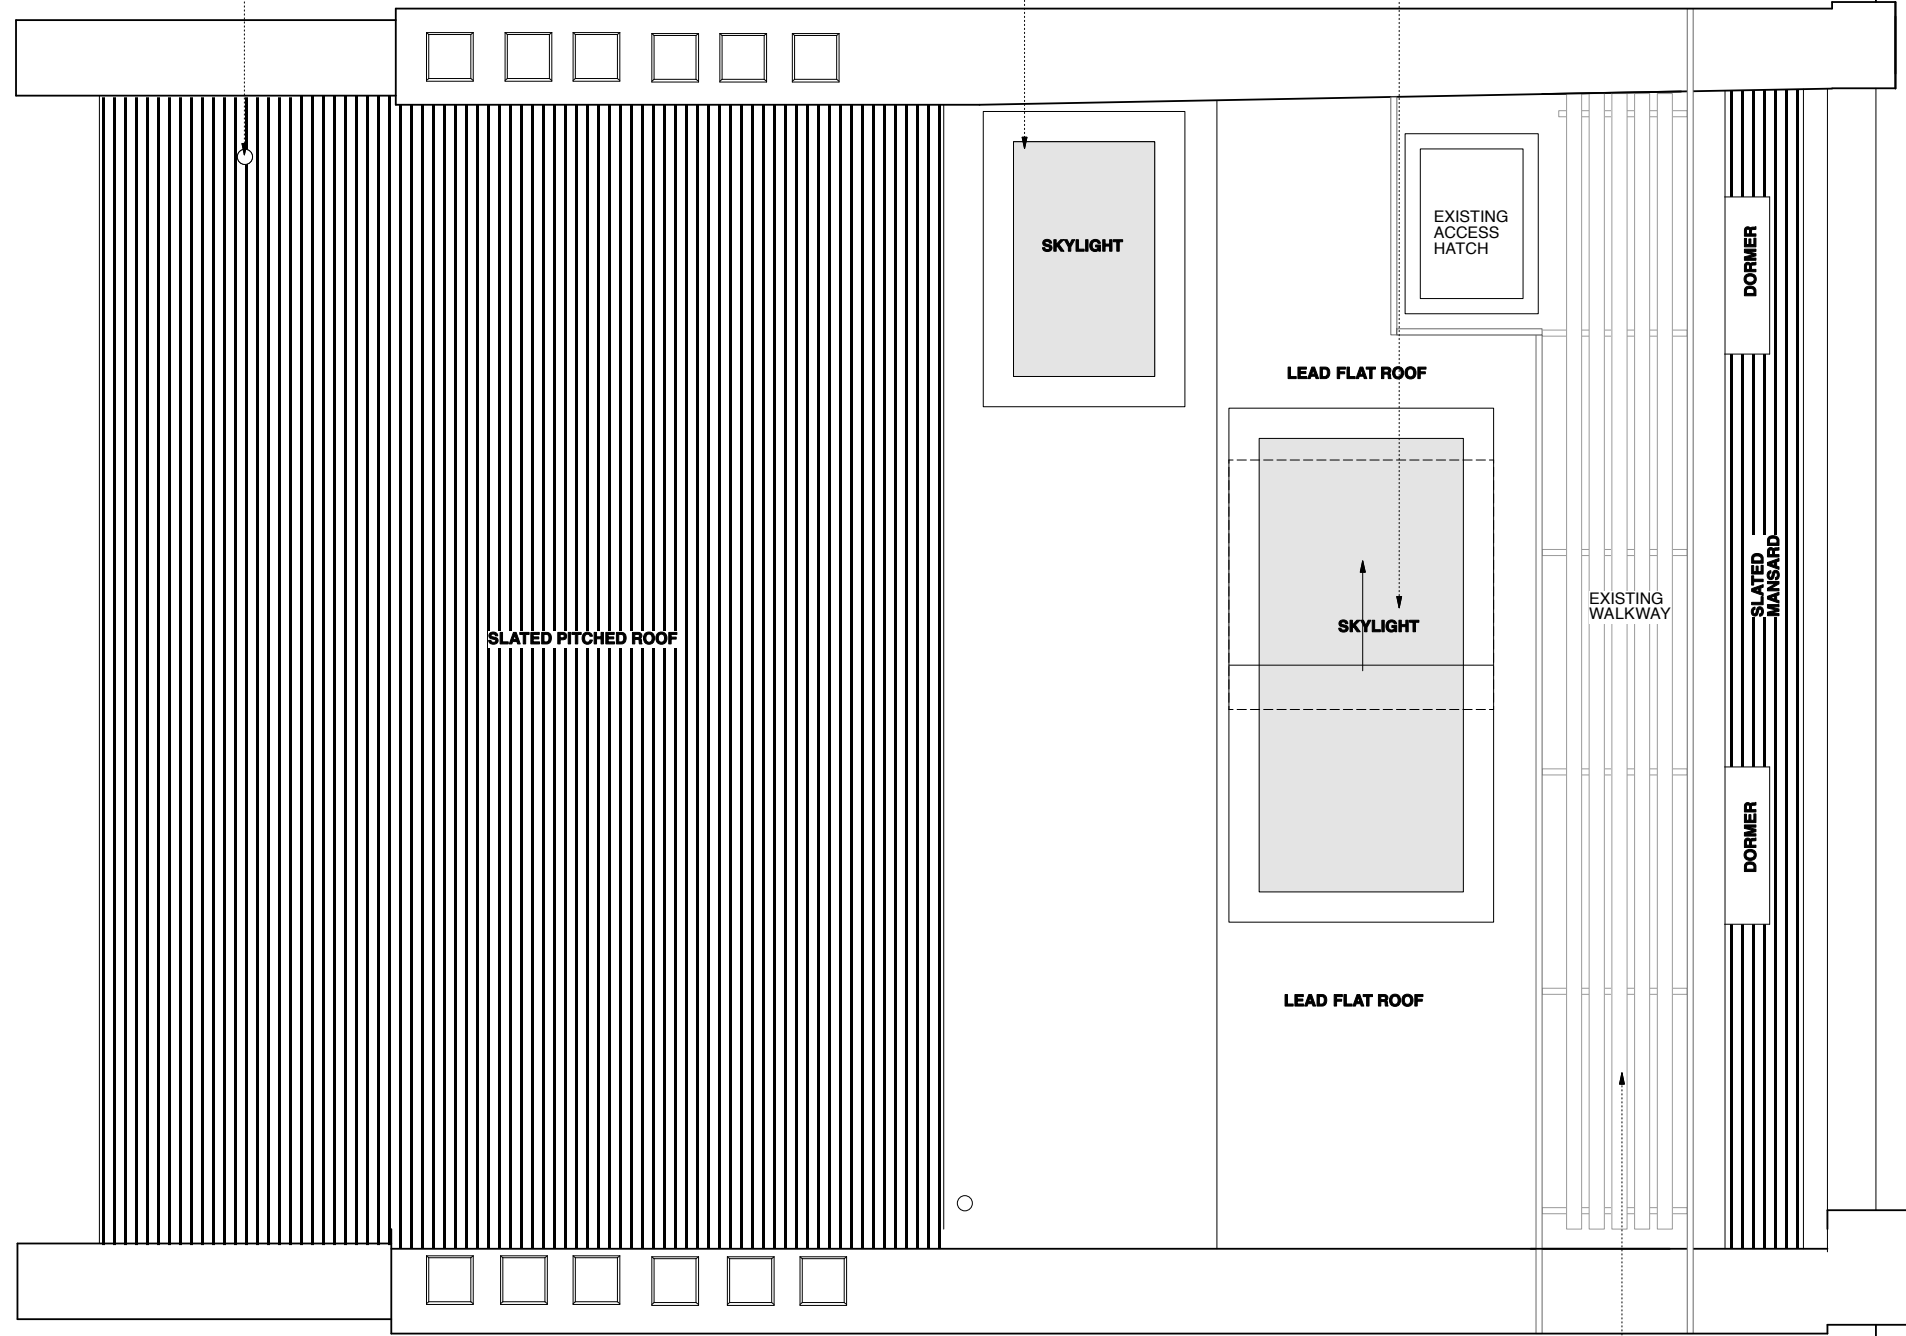 SKYLIGHT
EXISTING
ACCESS
HATCH
DORMER
LEAD FLAT ROOF
SLATED PITCHED ROOF
SKYLIGHT
EXISTING
WALKWAY
SLATED
MANSARD
DORMER
LEAD FLAT ROOF